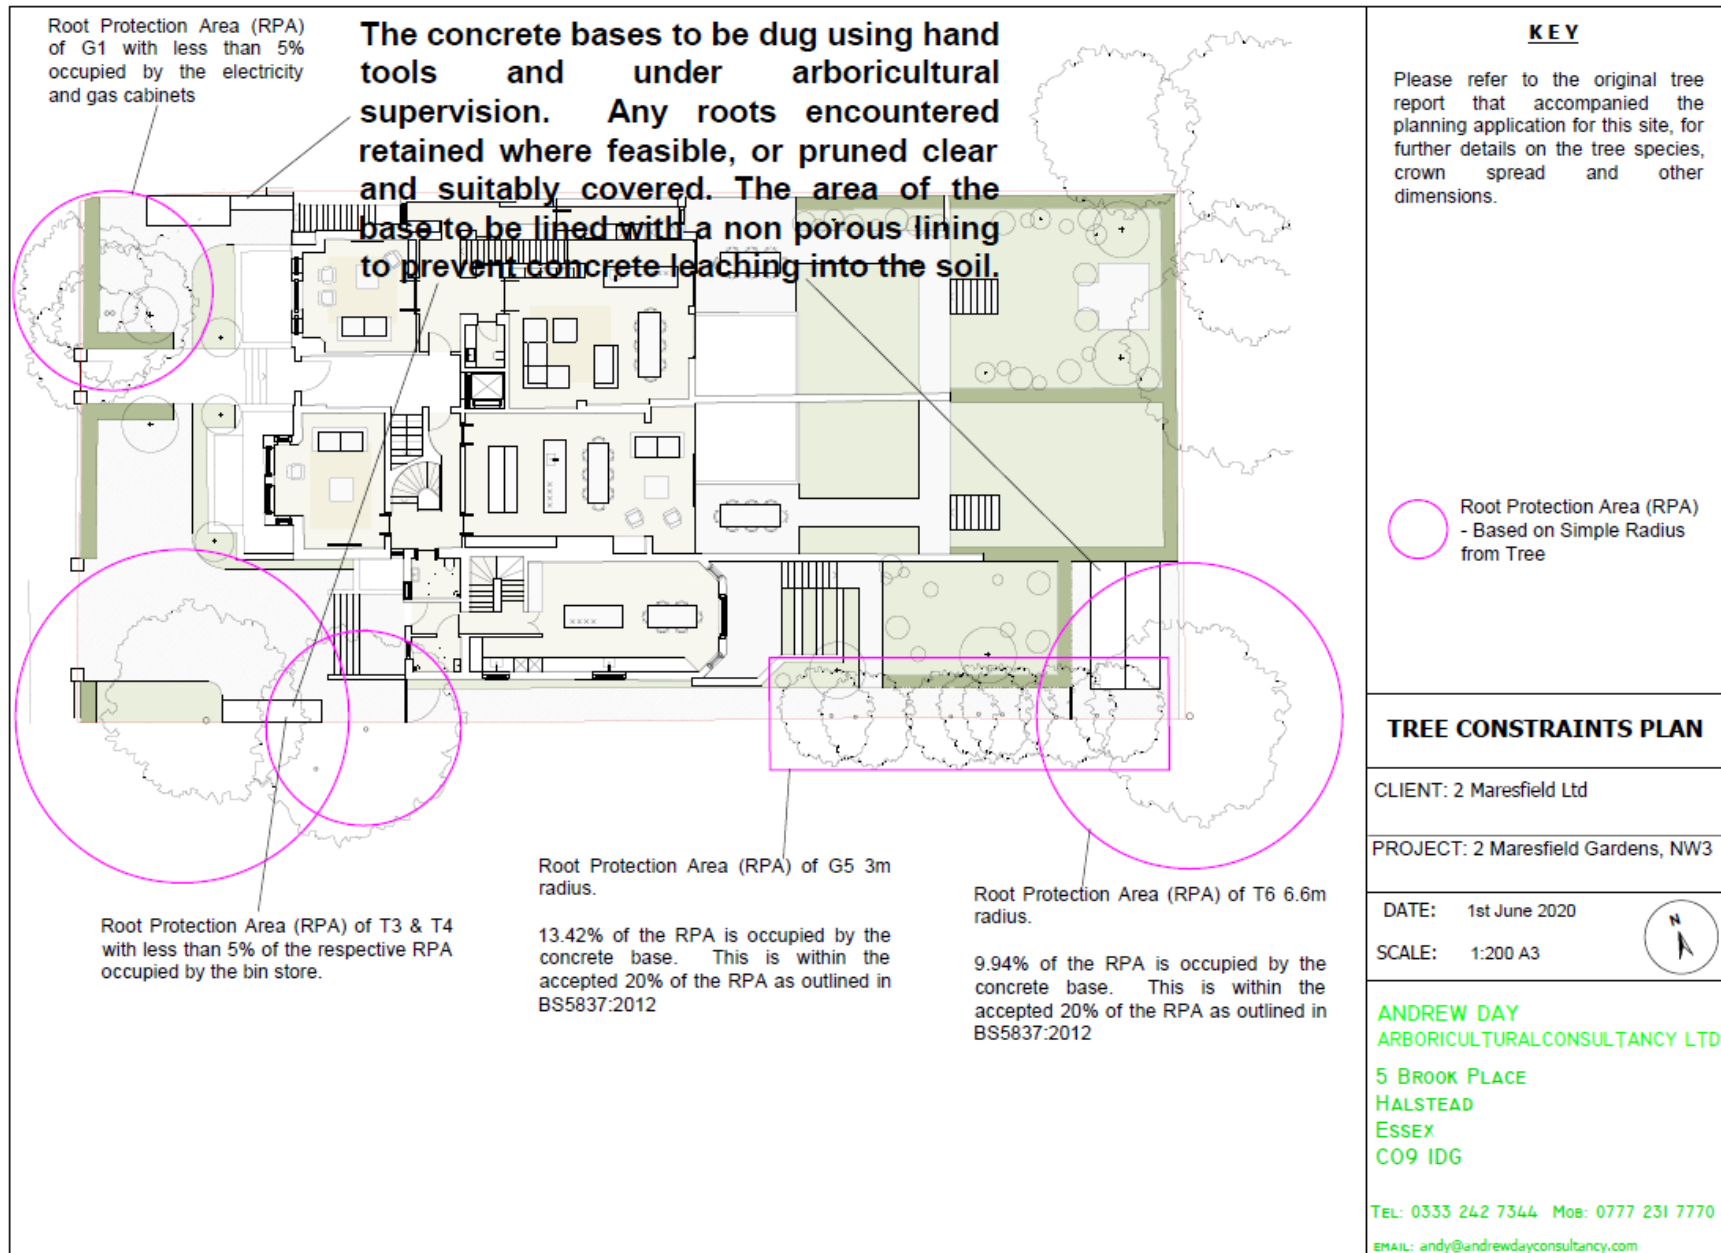 Root Protection Area (RPA)
of G1 with less than 5%
occupied by the electricity
and gas cabinets
The concrete bases to be dug using hand
tools and under arboricultural
supervision. Any roots encountered
retained where feasible, or pruned clear
and suitably covered. The area of the
base to be lined with a non porous lining
to prevent concrete leaching into the soil.
Root Protection Area (RPA) of T3 & T4
with less than 5% of the respective RPA
occupied by the bin store.
Root Protection Area (RPA) of G5 3m
radius.
13.42% of the RPA is occupied by the
concrete base. This is within the
accepted 20% of the RPA as outlined in
BS5837:2012
Root Protection Area (RPA) of T6 6.6m
radius.
9.94% of the RPA is occupied by the
concrete base. This is within the
accepted 20% of the RPA as outlined in
BS5837:2012
KEY
Please refer to the original tree
report that accompanied the
planning application for this site, for
further details on the tree species,
crown spread and other
dimensions.
Root Protection Area (RPA)
- Based on Simple Radius
from Tree
TREE CONSTRAINTS PLAN
CLIENT: 2 Maresfield Ltd
PROJECT: 2 Maresfield Gardens, NW3
DATE: 1st June 2020
SCALE: 1:200 A3
N
ANDREW DAY
ARBORICULTURALCONSULTANCY LTD
5 BROOK PLACE
HALSTEAD
ESSEX
CO9 IDG
TEL: 0333 242 7344 MOB: 0777 231 7770
EMAIL: andy@andrewdayconsultancy.com